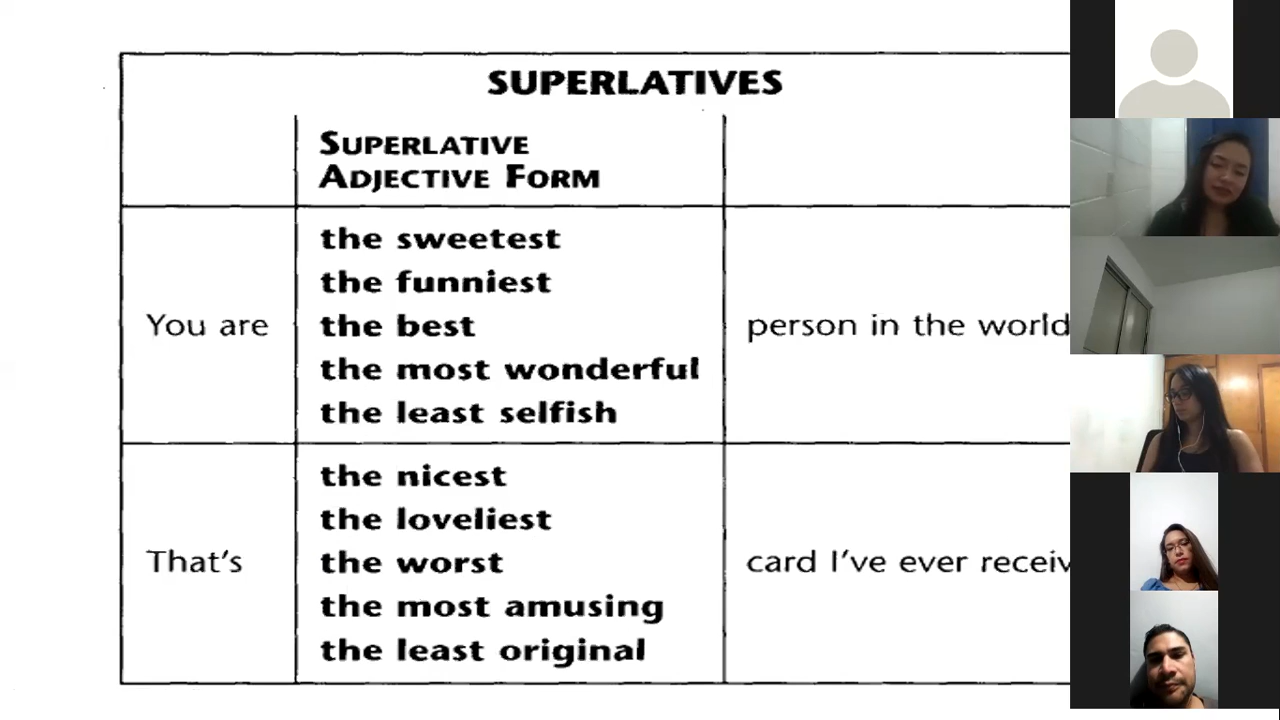 SUPERLATIVES
SUPERLATIVE
ADJECTIVE FORM
You are
the sweetest
the funniest
the best
the most wonderful
the least selfish
person in the world
That's
the nicest
the loveliest
the worst
the most amusing
the least original
card I've ever receiv